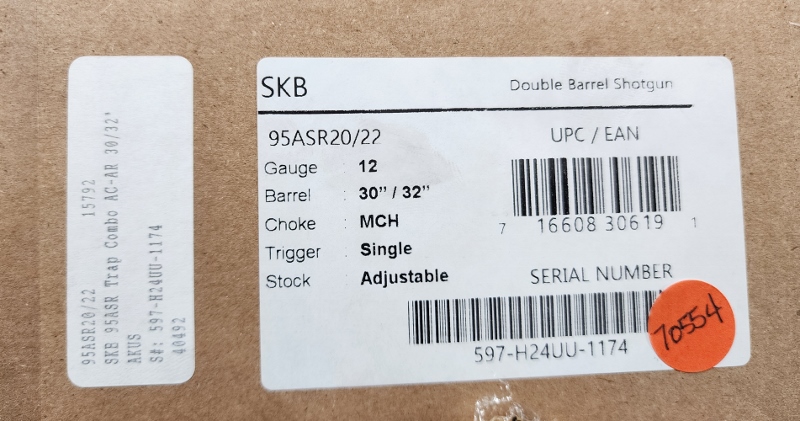 95ASR20/22 15792
SKB 95ASR Trap Combo AC-AR 30/32"
AKUS
S#: 597-H24UU-1174
40492
SKB Double Barrel Shotgun
95ASR20/22
Gauge : 12
Barrel : 30” / 32”
Choke : MCH
Trigger : Single
Stock : Adjustable
UPC / EAN
7 16608 30619 1
SERIAL NUMBER
597-H24UU-1174
70554